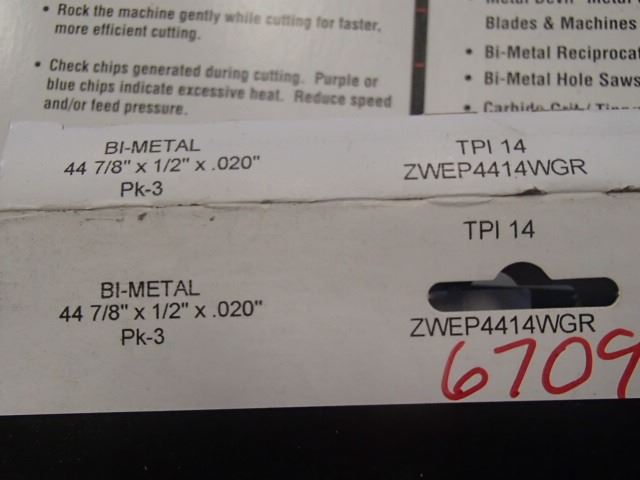 • Rock the machine gently while cutting for faster,
more efficient cutting.
• Check chips generated during cutting. Purple or
blue chips indicate excessive heat. Reduce speed
and/or feed pressure.
Blades & Machines
• Bi-Metal
• Bi-Metal Hole Saws
•
BI-METAL
44 7/8" x 1/2" x .020"
Pk-3
TPI 14
ZWEP4414WGR
TPI 14
BI-METAL
44 7/8" x 1/2" x .020"
Pk-3
ZWEP4414WGR
6709